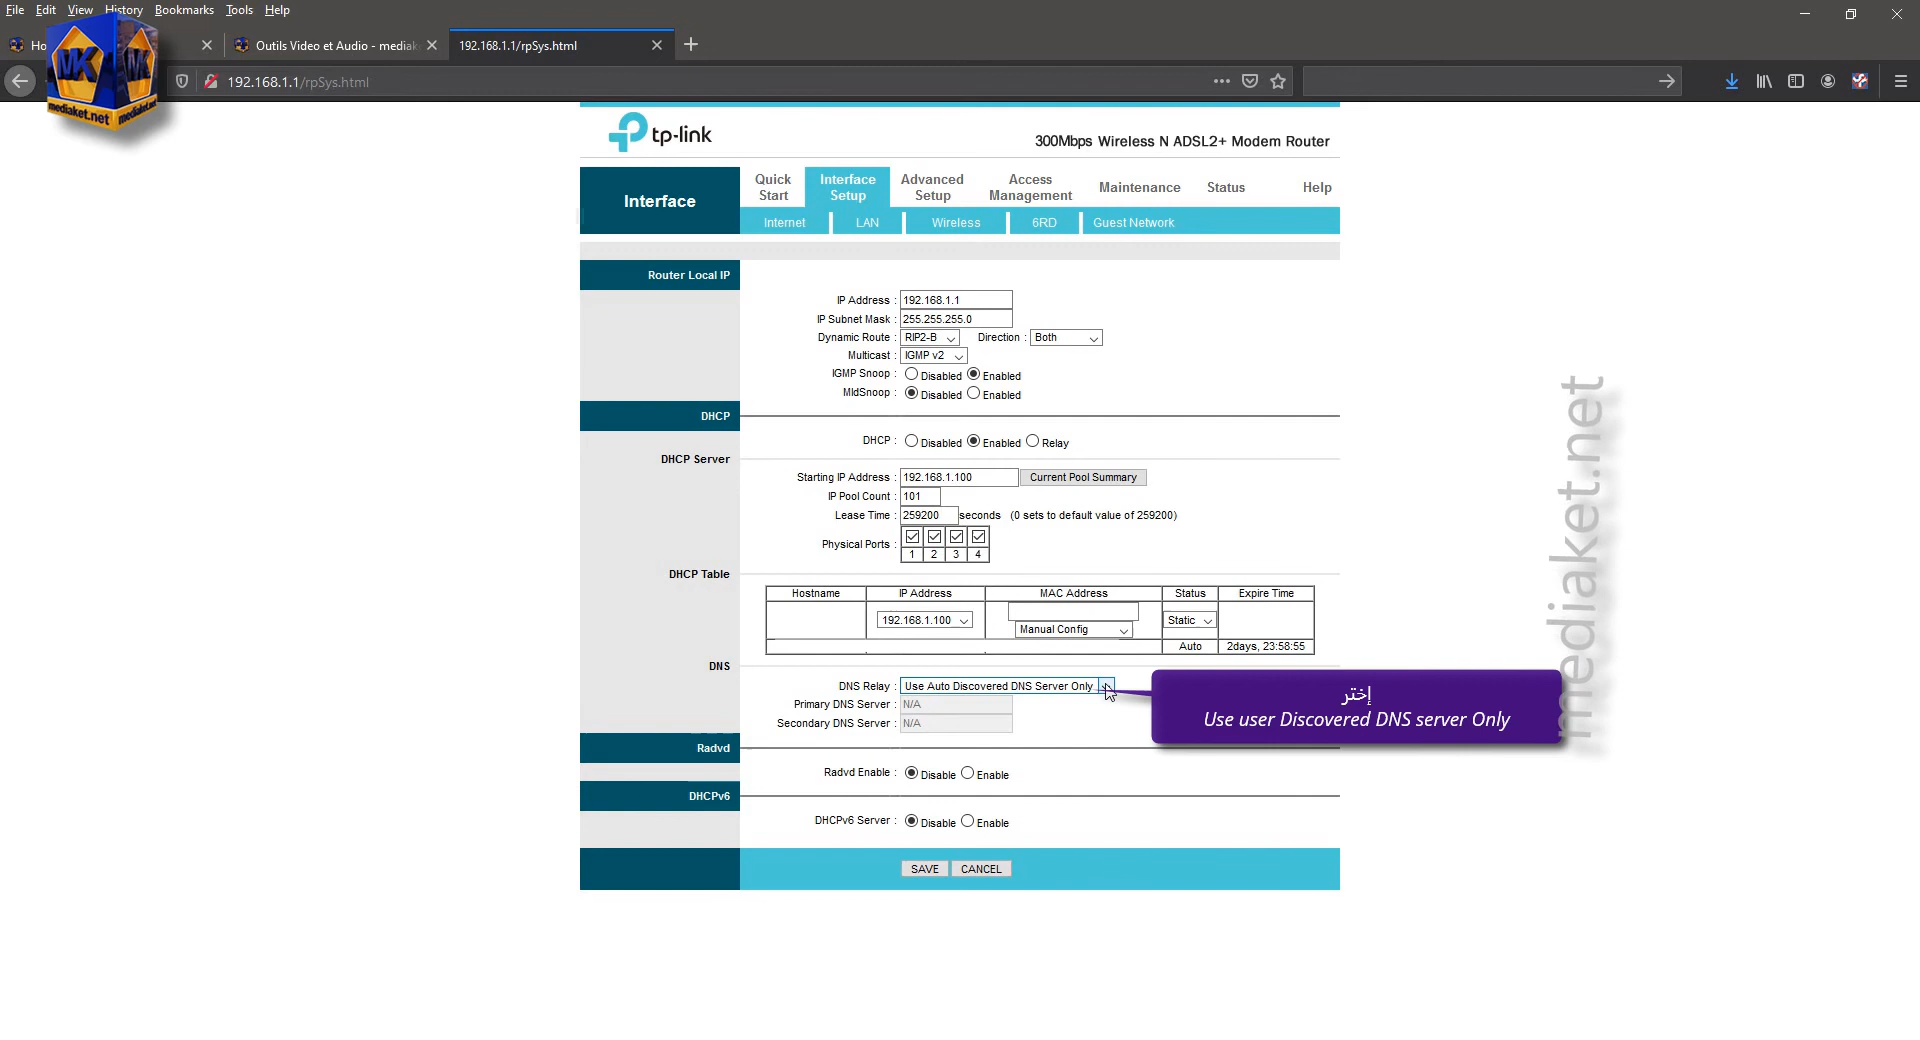 File Edit View History Bookmarks Tools Help
Outils Video et Audio - mediak
192.168.1.1/rpSys.html
192.168.1.1/rpSys.html
MK MK
mediaket.net mediaket.net
tp-link
300Mbps Wireless N ADSL2+ Modem Router
Interface
Quick Start
Interface Setup
Advanced Setup
Access Management
Maintenance
Status
Help
Internet
LAN
Wireless
6RD
Guest Network
Router Local IP
IP Address : 192.168.1.1
IP Subnet Mask : 255.255.255.0
Dynamic Route : RIP2-B Direction : Both
Multicast : IGMP v2
IGMP Snoop : Disabled Enabled
MldSnoop : Disabled Enabled
DHCP
DHCP : Disabled Enabled Relay
DHCP Server
Starting IP Address : 192.168.1.100 Current Pool Summary
IP Pool Count : 101
Lease Time : 259200 seconds (0 sets to default value of 259200)
Physical Ports :
1 2 3 4
DHCP Table
Hostname IP Address MAC Address Status Expire Time
192.168.1.100 Manual Config Static
Auto 2days, 23:58:55
DNS
DNS Relay : Use Auto Discovered DNS Server Only
Primary DNS Server : N/A
Secondary DNS Server : N/A
إختر
Use user Discovered DNS server Only
Radvd
Radvd Enable : Disable Enable
DHCPv6
DHCPv6 Server : Disable Enable
SAVE CANCEL
mediaket.net